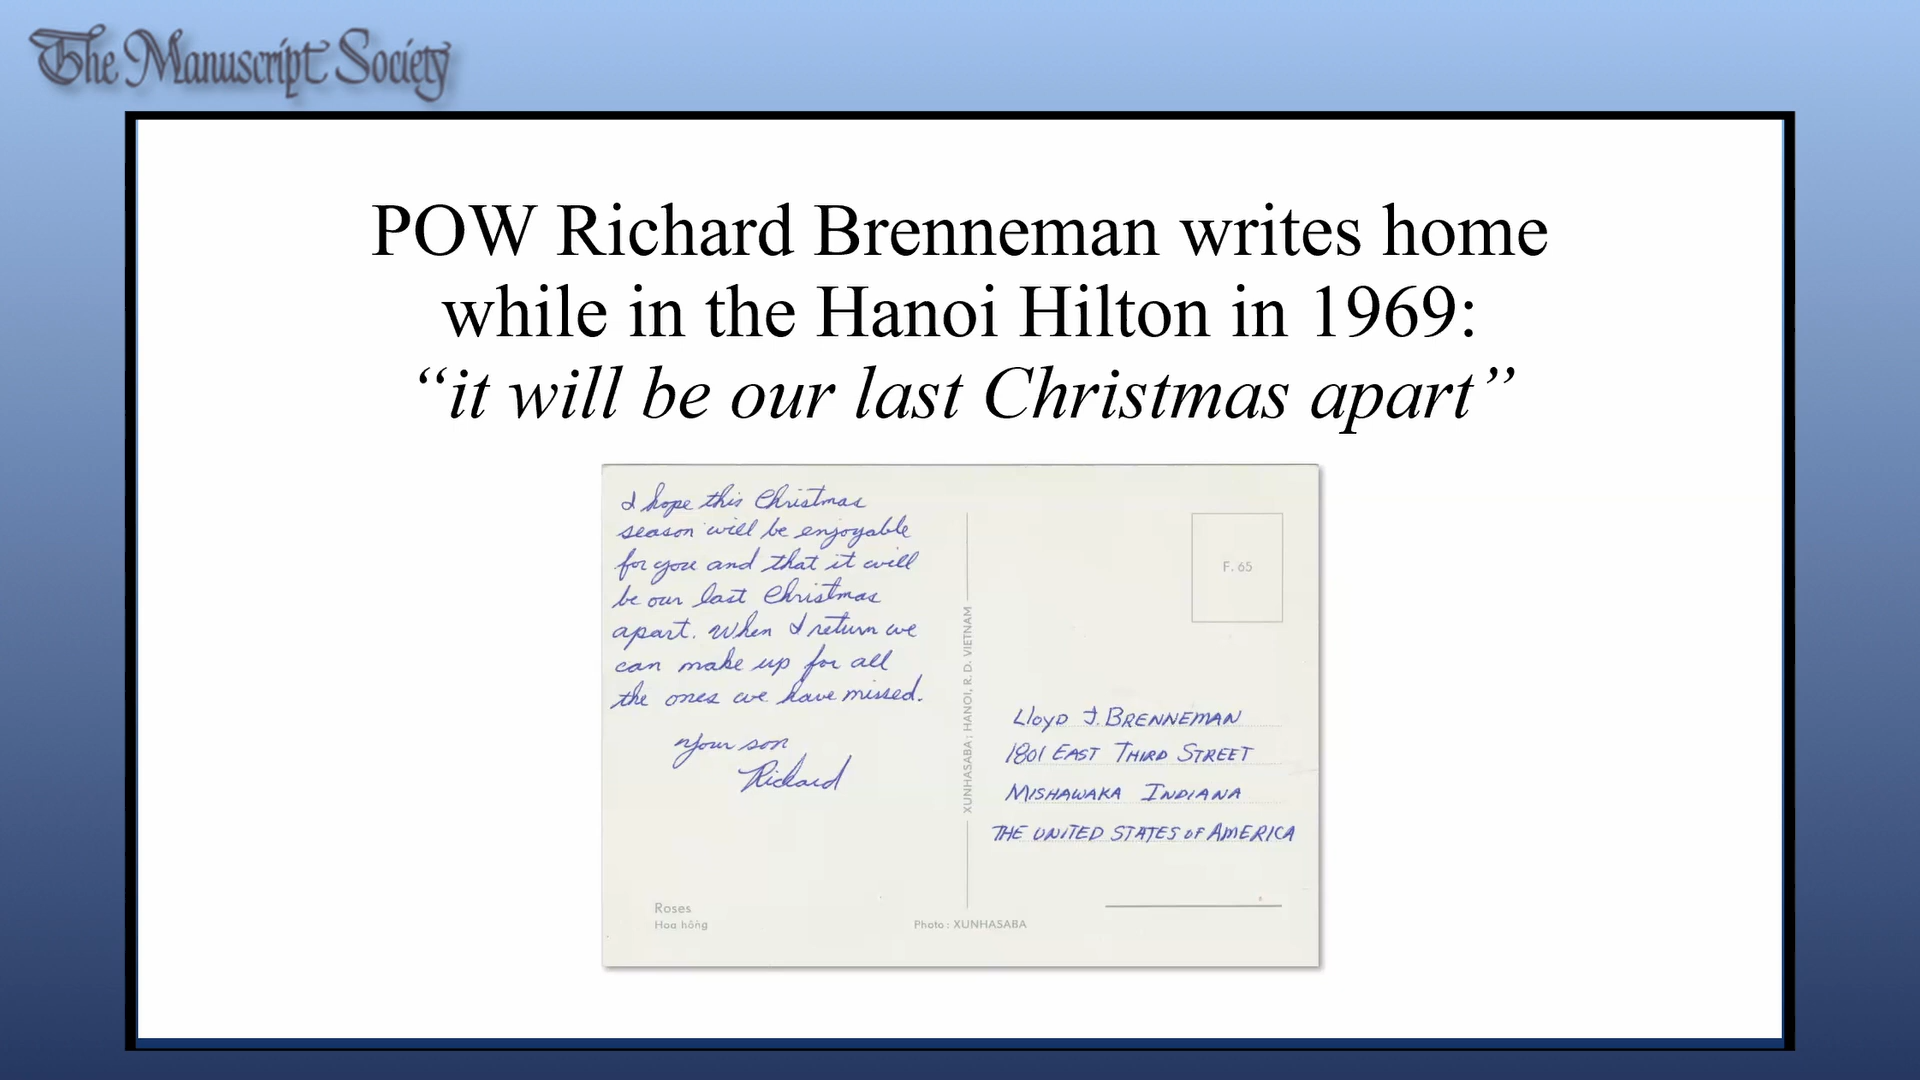 The Manuscript Society
POW Richard Brenneman writes home
while in the Hanoi Hilton in 1969:
“it will be our last Christmas apart”
I hope this Christmas
season will be enjoyable
for you and that it will
be our last Christmas
apart. When I return we
can make up for all
the ones we have missed.
Your son
Richard
Roses
Hoa hồng
XUNHASABA; HANOI, R. D. VIETNAM
Photo: XUNHASABA
F. 65
Lloyd J. BRENNEMAN
1801 EAST THIRD STREET
MISHAWAKA INDIANA
THE UNITED STATES OF AMERICA